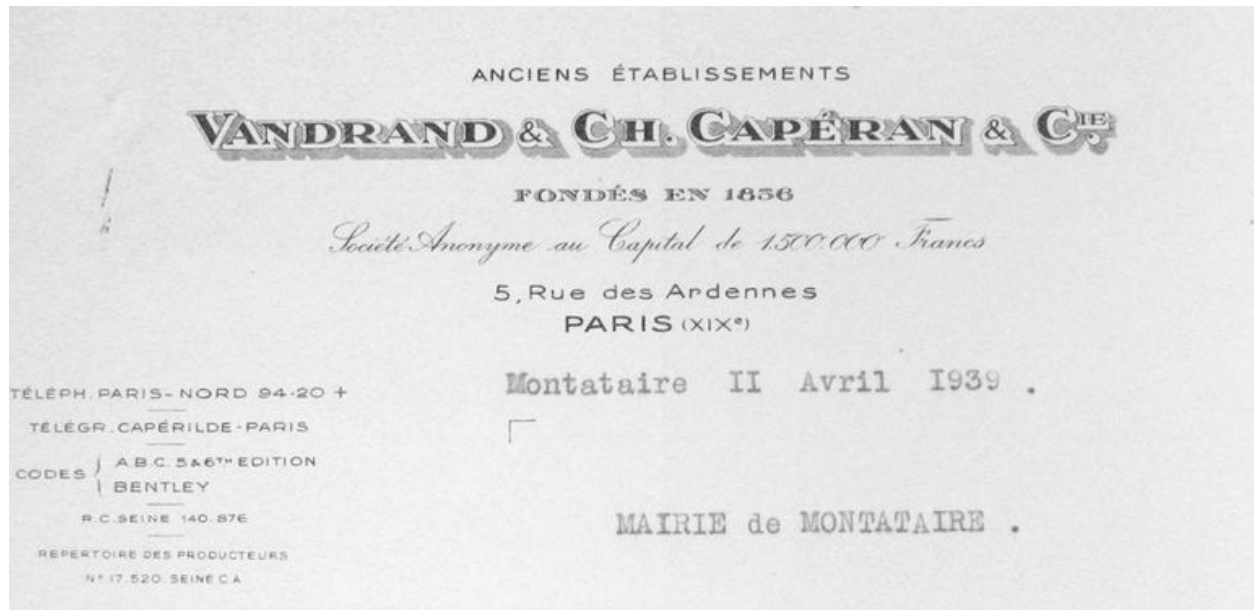 ANCIENS ÉTABLISSEMENTS
VANDRAND & CH. CAPÉRAN & CIE.
FONDÉS EN 1856
Société Anonyme au Capital de 1.500.000 Francs
5, Rue des Ardennes
PARIS (XIXe)
Montataire II Avril I939 .
TÉLÉPH. PARIS-NORD 94-20 +
TÉLÉGR. CAPÉRILDE-PARIS
CODES { A.B.C. 5 & 6TH EDITION
BENTLEY
R.C. SEINE 140.876
MAIRIE de MONTATAIRE .
RÉPERTOIRE DES PRODUCTEURS
No 17.520. SEINE C A